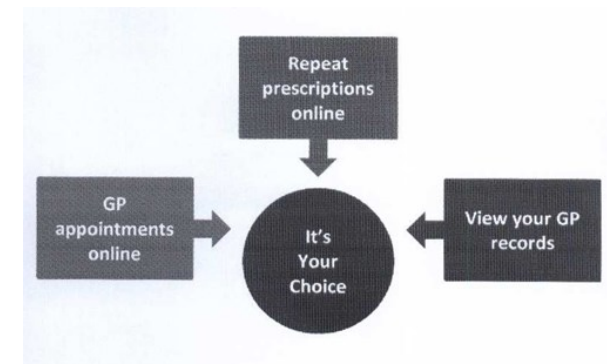 Repeat
prescriptions
online
GP
appointments
online
It's
Your
Choice
View your GP
records